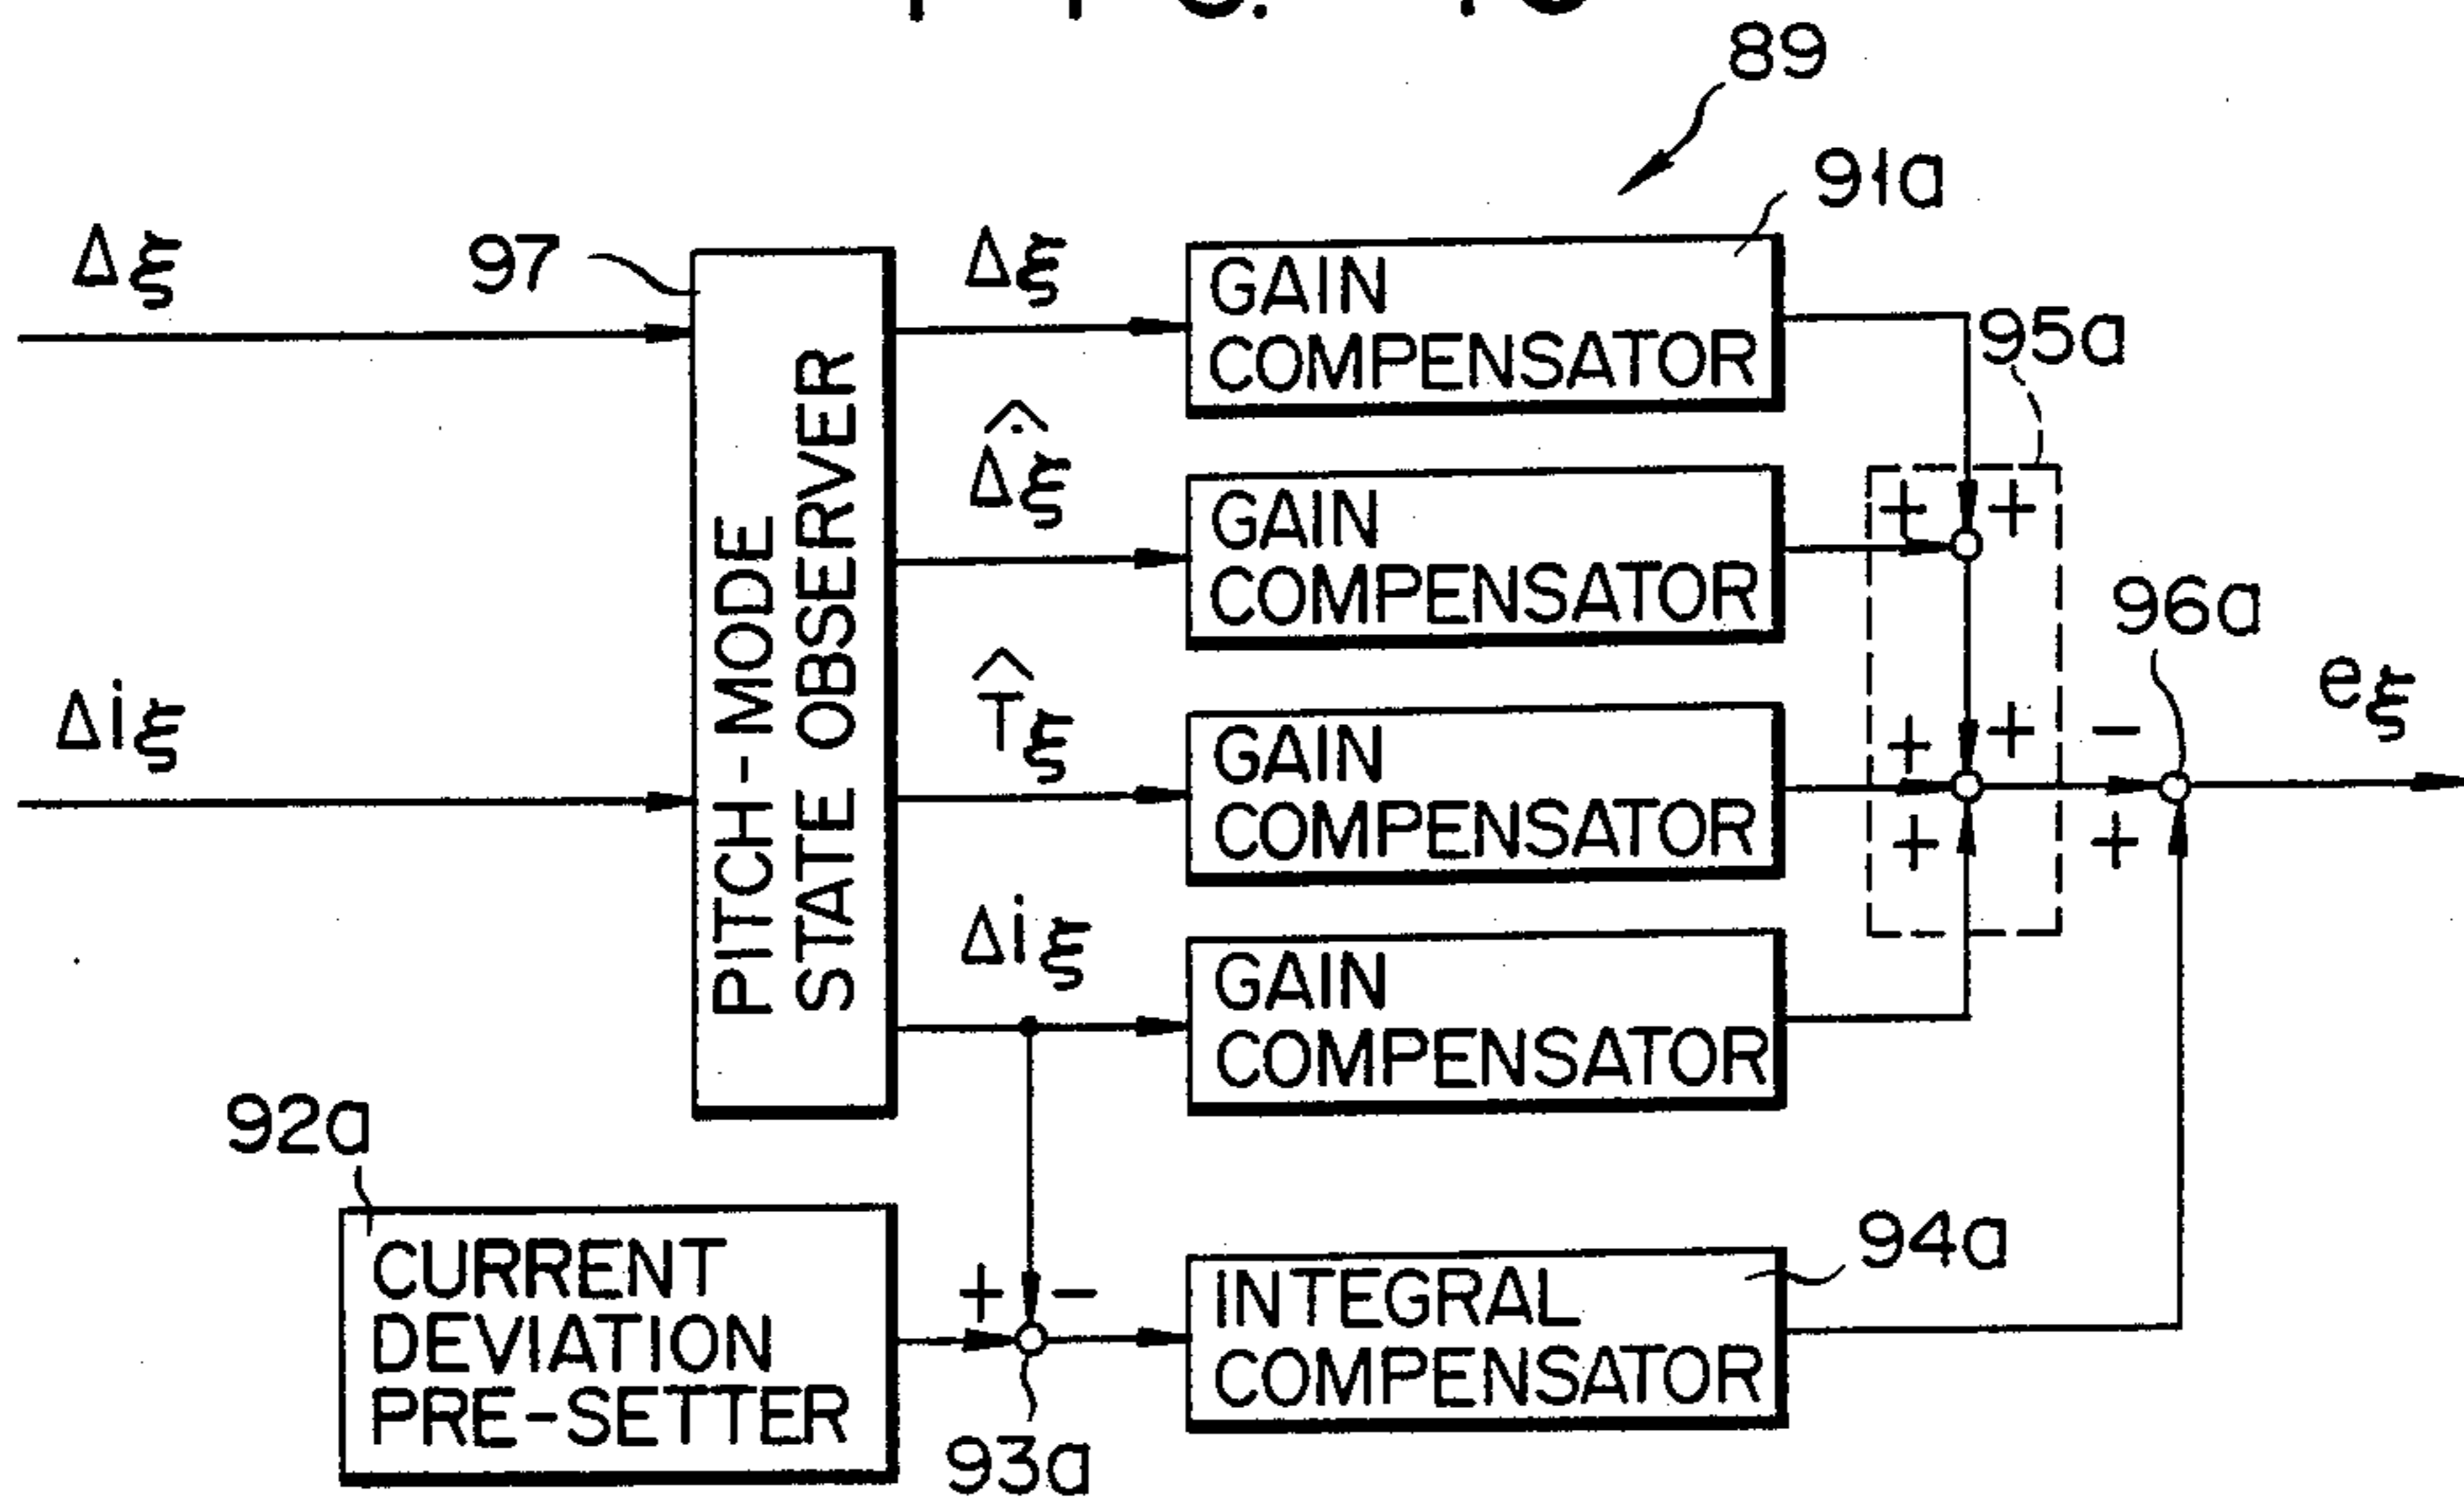 89
91a
Δξ
97
Δξ
GAIN
COMPENSATOR
95a
Δ̂̇ξ
GAIN
COMPENSATOR
+ +
96a
Δiξ
PITCH-MODE
STATE OBSERVER
T̂ξ
GAIN
COMPENSATOR
+ + −
+ +
eξ
Δiξ
GAIN
COMPENSATOR
92a
CURRENT
DEVIATION
PRE-SETTER
+ −
93a
INTEGRAL
COMPENSATOR
94a